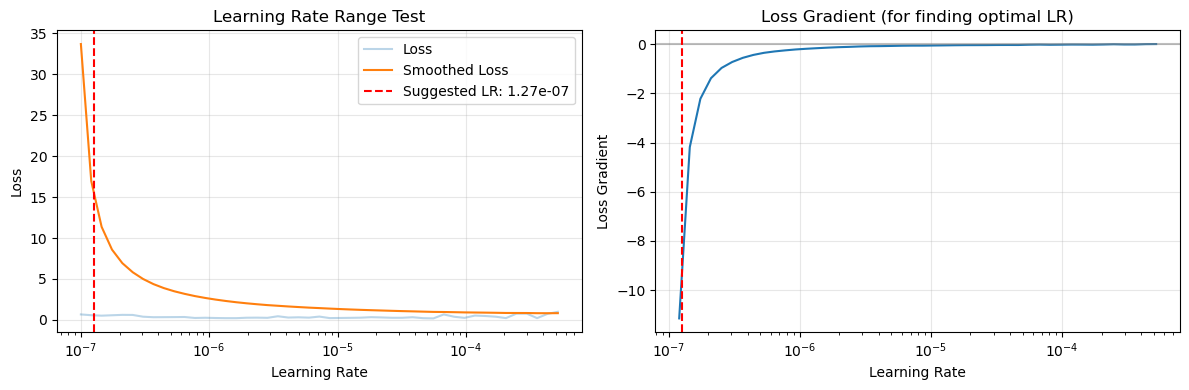 Learning Rate Range Test
Loss
35
30
25
20
15
10
5
0
10⁻⁷
10⁻⁶
10⁻⁵
10⁻⁴
Learning Rate
Loss
Smoothed Loss
Suggested LR: 1.27e-07
Loss Gradient (for finding optimal LR)
Loss Gradient
0
−2
−4
−6
−8
−10
10⁻⁷
10⁻⁶
10⁻⁵
10⁻⁴
Learning Rate